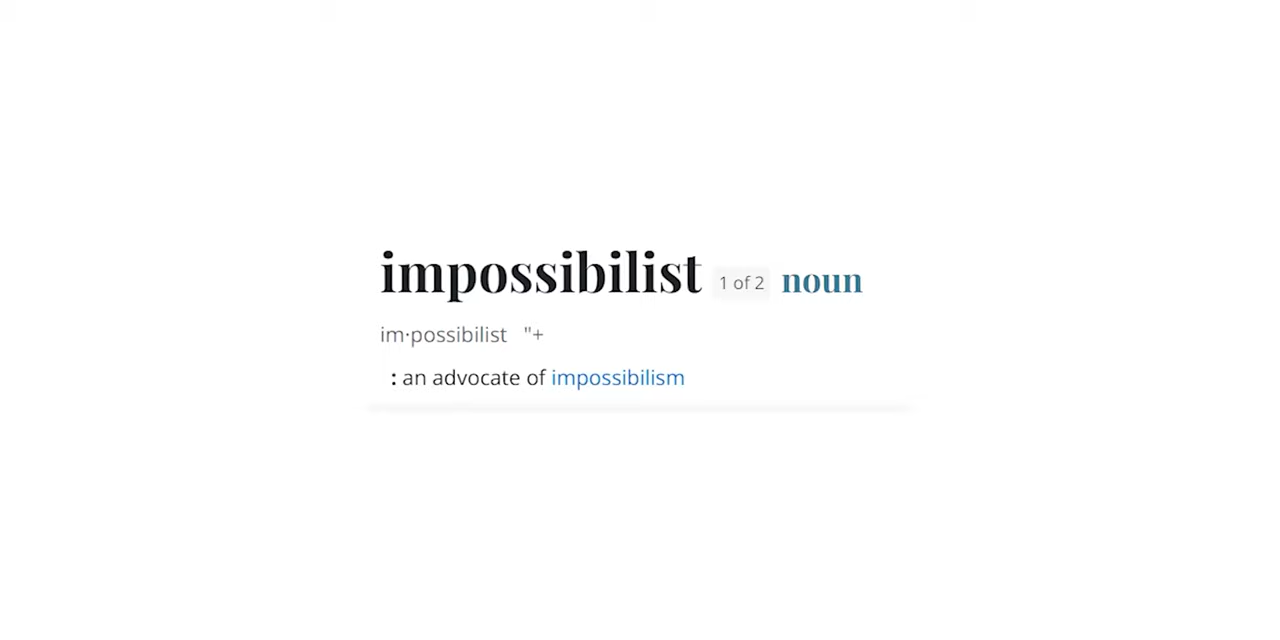 impossibilist 1 of 2 noun
im·possibilist "+
: an advocate of impossibilism